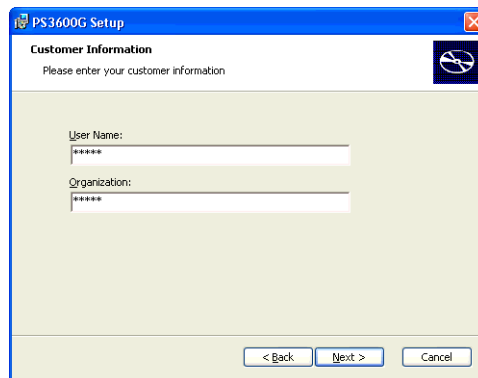 PS3600G Setup
Customer Information
Please enter your customer information
User Name:
*****
Organization:
*****
< Back Next > Cancel